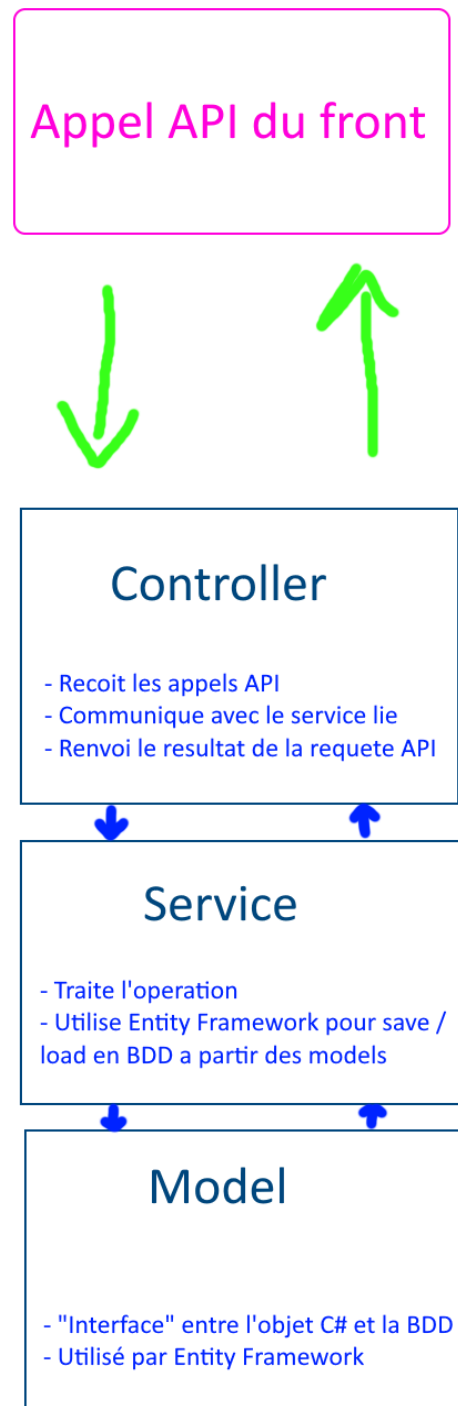 Appel API du front
Controller
- Recoit les appels API
- Communique avec le service lie
- Renvoi le resultat de la requete API
Service
- Traite l'operation
- Utilise Entity Framework pour save /
load en BDD a partir des models
Model
- "Interface" entre l'objet C# et la BDD
- Utilisé par Entity Framework